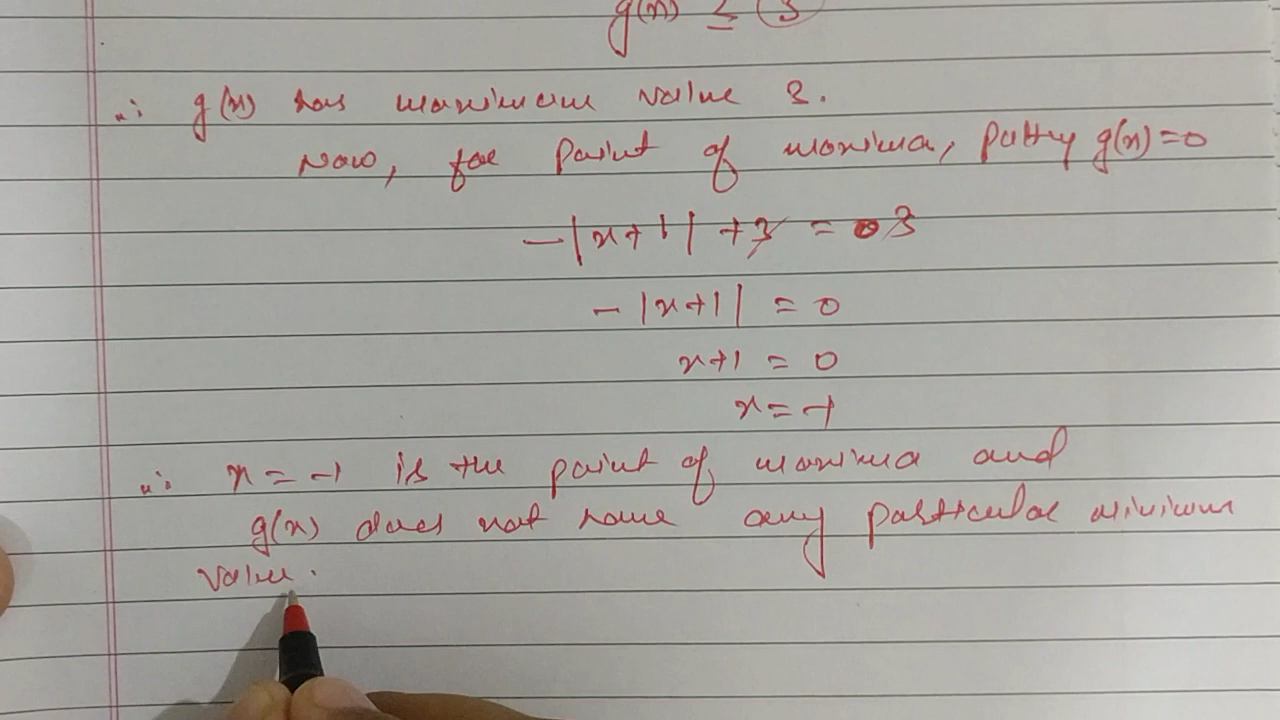 g(x) ≤ 3
∴ g(x) has maximum value 3.
Now, for point of maxima, putting g(x)=0
-|x+1| +3 = 3
-|x+1| = 0
x+1 = 0
x = -1
∴ x = -1 is the point of maxima and
g(x) does not have any particular minimum
value.